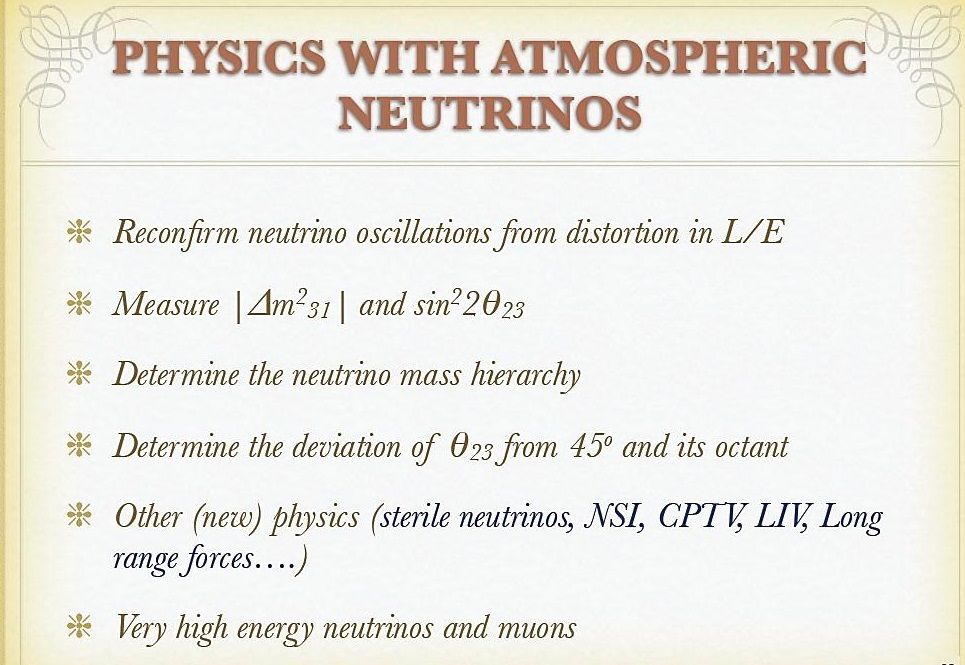 PHYSICS WITH ATMOSPHERIC
NEUTRINOS
❉ Reconfirm neutrino oscillations from distortion in L/E
❉ Measure |Δm²₃₁| and sin²2θ₂₃
❉ Determine the neutrino mass hierarchy
❉ Determine the deviation of θ₂₃ from 45º and its octant
❉ Other (new) physics (sterile neutrinos, NSI, CPTV, LIV, Long
range forces….)
❉ Very high energy neutrinos and muons